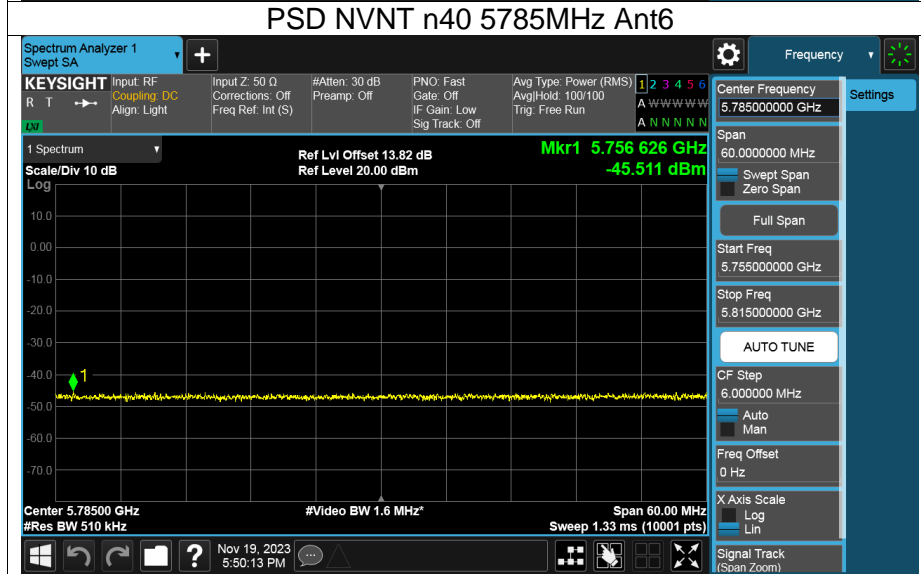 PSD NVNT n40 5785MHz Ant6
Spectrum Analyzer 1
Swept SA
+
Frequency
KEYSIGHT
R T
LXI
Input: RF
Coupling: DC
Align: Light
Input Z: 50 Ω
Corrections: Off
Freq Ref: Int (S)
#Atten: 30 dB
Preamp: Off
PNO: Fast
Gate: Off
IF Gain: Low
Sig Track: Off
Avg Type: Power (RMS)
Avg|Hold: 100/100
Trig: Free Run
1 2 3 4 5 6
A W W W W W
A N N N N N
1 Spectrum
Scale/Div 10 dB
Log
Ref Lvl Offset 13.82 dB
Ref Level 20.00 dBm
Mkr1 5.756 626 GHz
-45.511 dBm
10.0
0.00
-10.0
-20.0
-30.0
-40.0
1
-50.0
-60.0
-70.0
Center 5.78500 GHz
#Res BW 510 kHz
#Video BW 1.6 MHz*
Span 60.00 MHz
Sweep 1.33 ms (10001 pts)
?
Nov 19, 2023
5:50:13 PM
Center Frequency
5.785000000 GHz
Span
60.0000000 MHz
Swept Span
Zero Span
Full Span
Start Freq
5.755000000 GHz
Stop Freq
5.815000000 GHz
AUTO TUNE
CF Step
6.000000 MHz
Auto
Man
Freq Offset
0 Hz
X Axis Scale
Log
Lin
Signal Track
(Span Zoom)
Settings